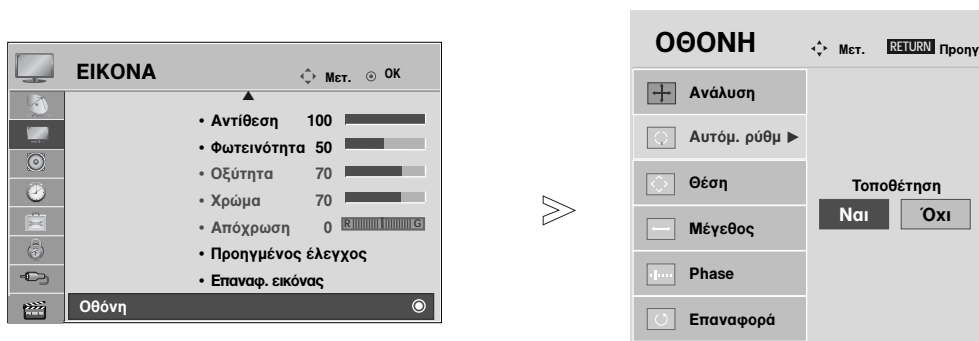 ΕΙΚΟΝΑ
Μετ. OK
• Αντίθεση 100
• Φωτεινότητα 50
• Οξύτητα 70
• Χρώμα 70
• Απόχρωση 0 R G
• Προηγμένος έλεγχος
• Επαναφ. εικόνας
Οθόνη
ΟΘΟΝΗ
Μετ. RETURN Προηγ
Ανάλυση
Αυτόμ. ρύθμ ►
Θέση
Μέγεθος
Phase
Επαναφορά
Τοποθέτηση
Ναι Όχι